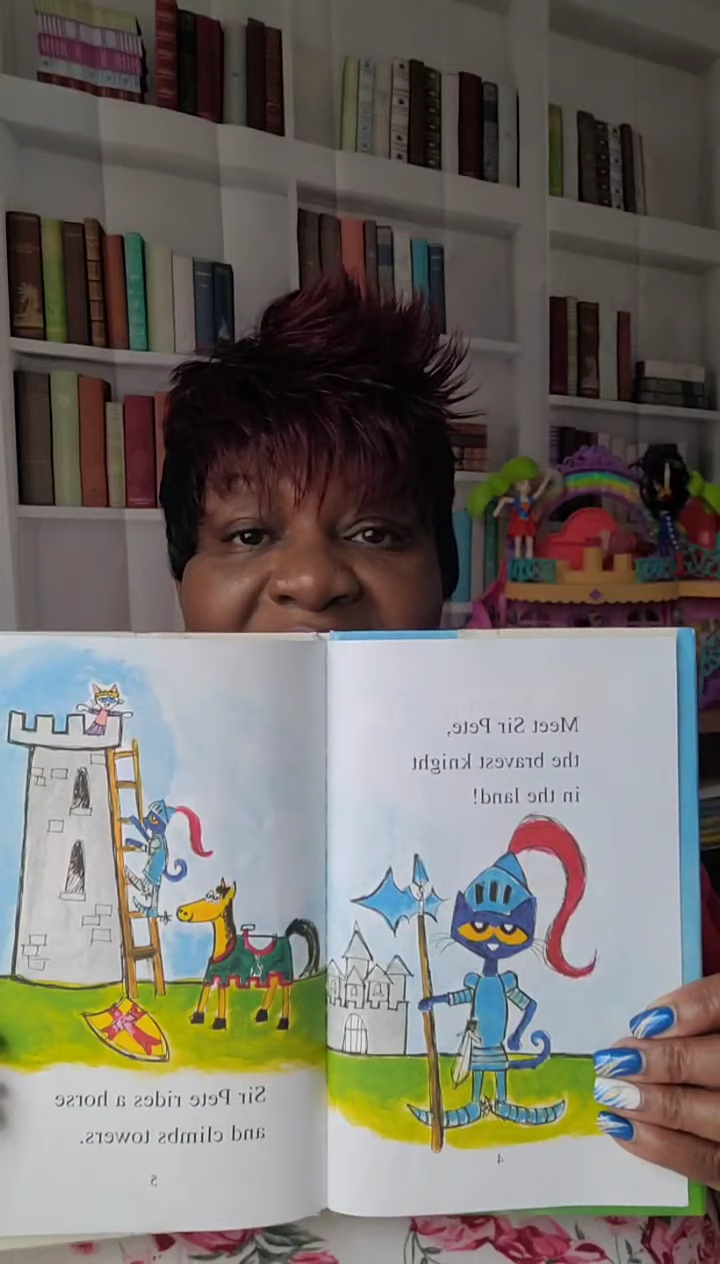 Meet Sir Pete,
the bravest knight
in the land!
4
Sir Pete rides a horse
and climbs towers.
5